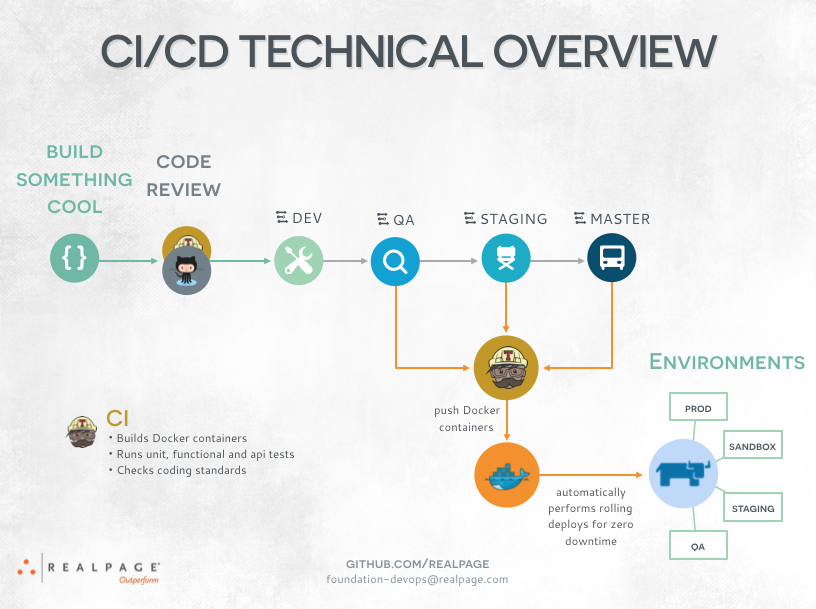 CI/CD TECHNICAL OVERVIEW
BUILD
SOMETHING
COOL
CODE
REVIEW
DEV
QA
STAGING
MASTER
T
push Docker
containers
CI
• Builds Docker containers
• Runs unit, functional and api tests
• Checks coding standards
automatically
performs rolling
deploys for zero
downtime
ENVIRONMENTS
PROD
SANDBOX
STAGING
QA
REALPAGE
Outperform
GITHUB.COM/REALPAGE
foundation-devops@realpage.com